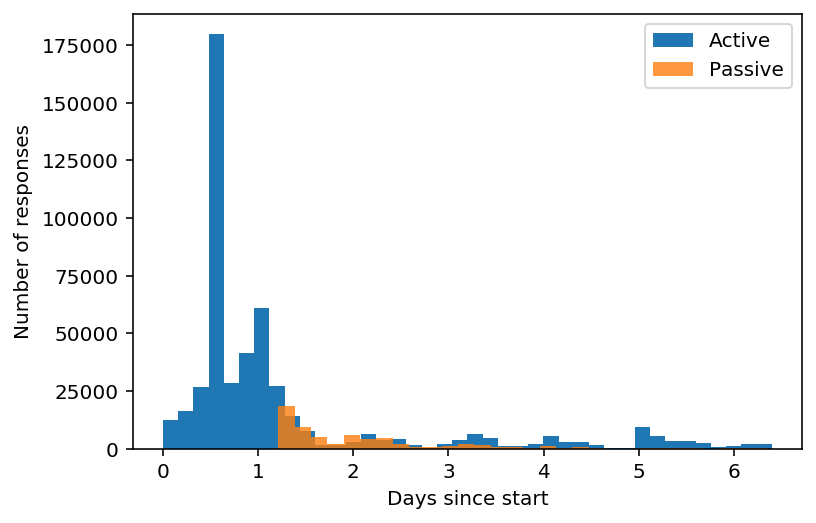 175000
150000
125000
100000
75000
50000
25000
0
Number of responses
Active
Passive
0 1 2 3 4 5 6
Days since start